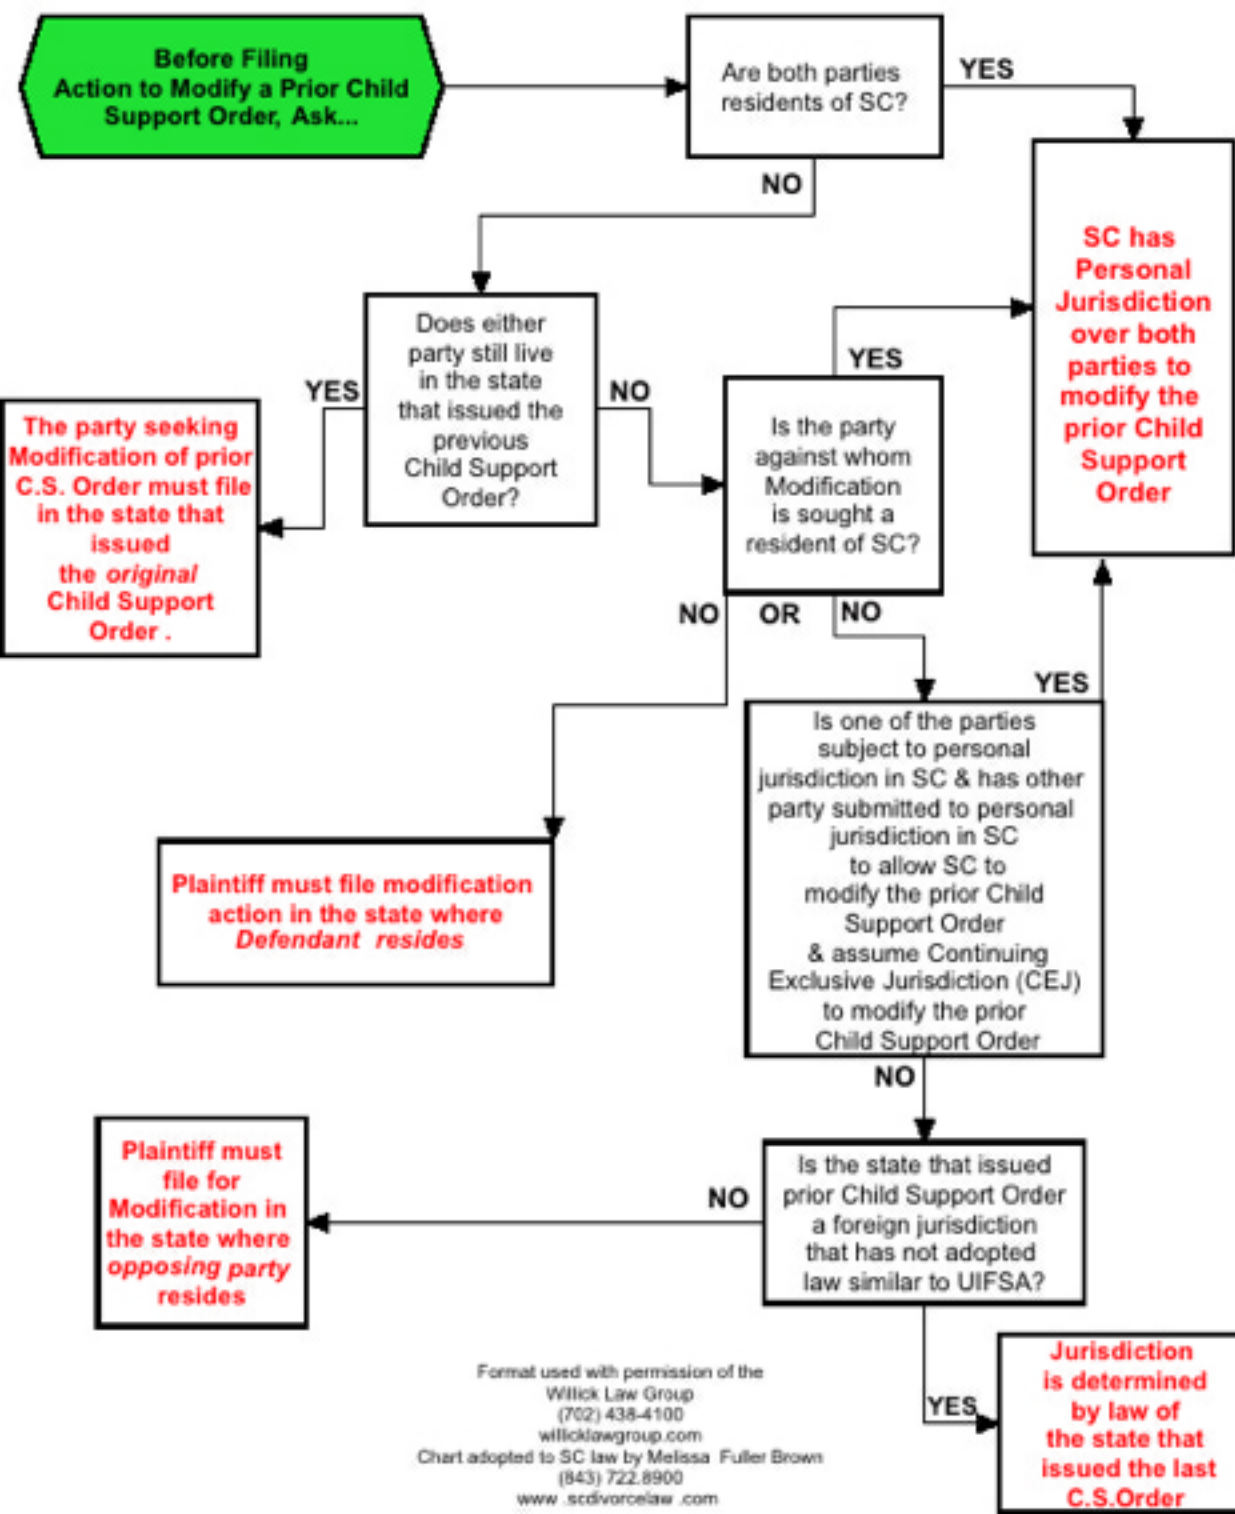 Before Filing
Action to Modify a Prior Child
Support Order, Ask...
Are both parties
residents of SC?
YES
NO
SC has
Personal
Jurisdiction
over both
parties to
modify the
prior Child
Support
Order
Does either
party still live
in the state
that issued the
previous
Child Support
Order?
YES
NO
The party seeking
Modification of prior
C.S. Order must file
in the state that
issued
the original
Child Support
Order .
YES
Is the party
against whom
Modification
is sought a
resident of SC?
NO OR NO
Plaintiff must file modification
action in the state where
Defendant resides
YES
Is one of the parties
subject to personal
jurisdiction in SC & has other
party submitted to personal
jurisdiction in SC
to allow SC to
modify the prior Child
Support Order
& assume Continuing
Exclusive Jurisdiction (CEJ)
to modify the prior
Child Support Order
NO
Is the state that issued
prior Child Support Order
a foreign jurisdiction
that has not adopted
law similar to UIFSA?
NO
Plaintiff must
file for
Modification in
the state where
opposing party
resides
YES
Jurisdiction
is determined
by law of
the state that
issued the last
C.S.Order
Format used with permission of the
Willick Law Group
(702) 438-4100
willicklawgroup.com
Chart adopted to SC law by Melissa Fuller Brown
(843) 722.8900
www .scdivorcelaw .com